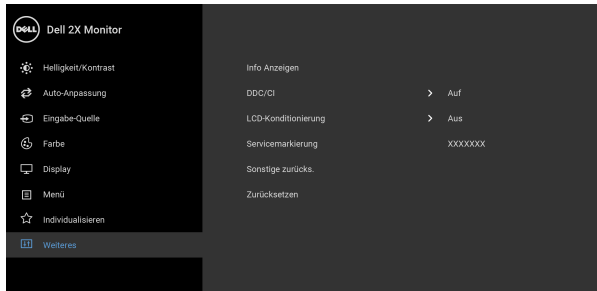 DELL Dell 2X Monitor
Helligkeit/Kontrast Info Anzeigen
Auto-Anpassung DDC/CI Auf
Eingabe-Quelle LCD-Konditionierung Aus
Farbe Servicemarkierung XXXXXXX
Display Sonstige zurücks.
Menü Zurücksetzen
Individualisieren
Weiteres